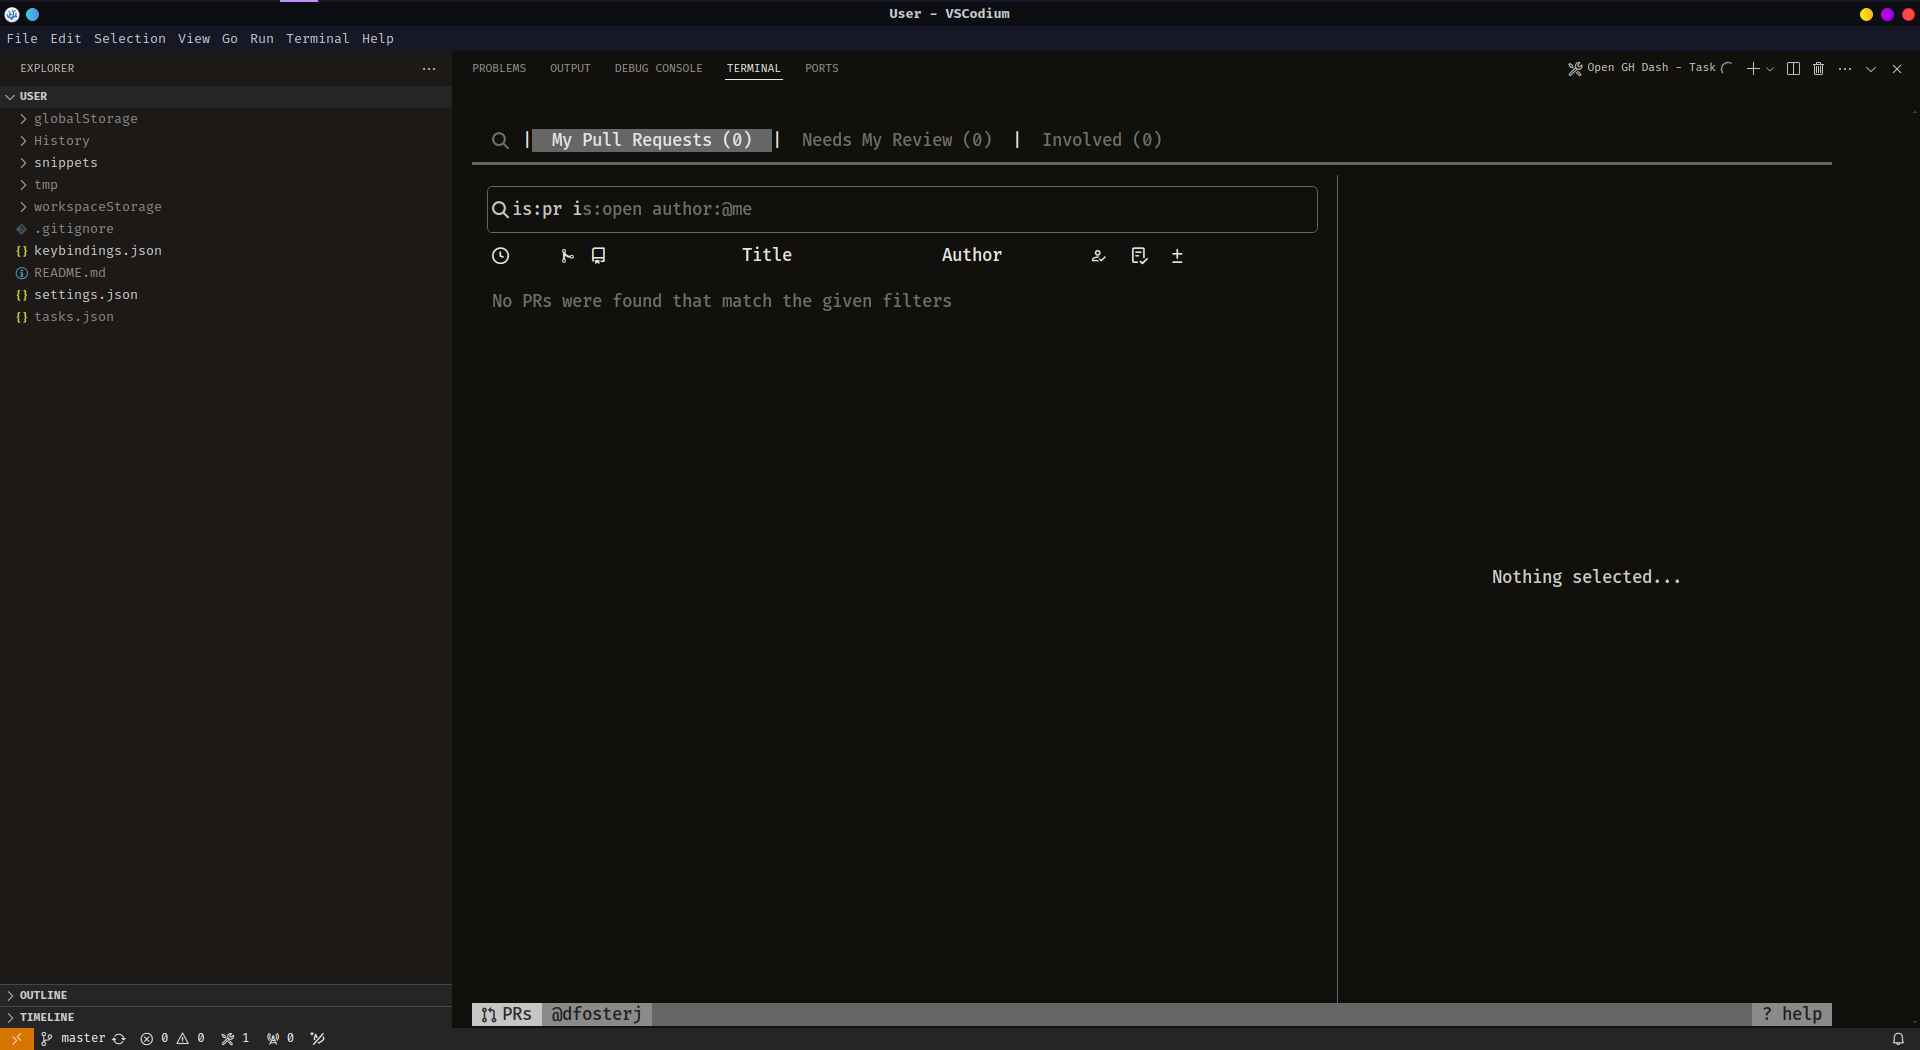 User - VSCodium
File Edit Selection View Go Run Terminal Help
EXPLORER
USER
globalStorage
History
snippets
tmp
workspaceStorage
.gitignore
keybindings.json
README.md
settings.json
tasks.json
OUTLINE
TIMELINE
PROBLEMS OUTPUT DEBUG CONSOLE TERMINAL PORTS
Open GH Dash - Task
| My Pull Requests (0) | Needs My Review (0) | Involved (0)
is:pr is:open author:@me
Title Author
No PRs were found that match the given filters
Nothing selected...
PRs @dfosterj ? help
master 0 0 1 0